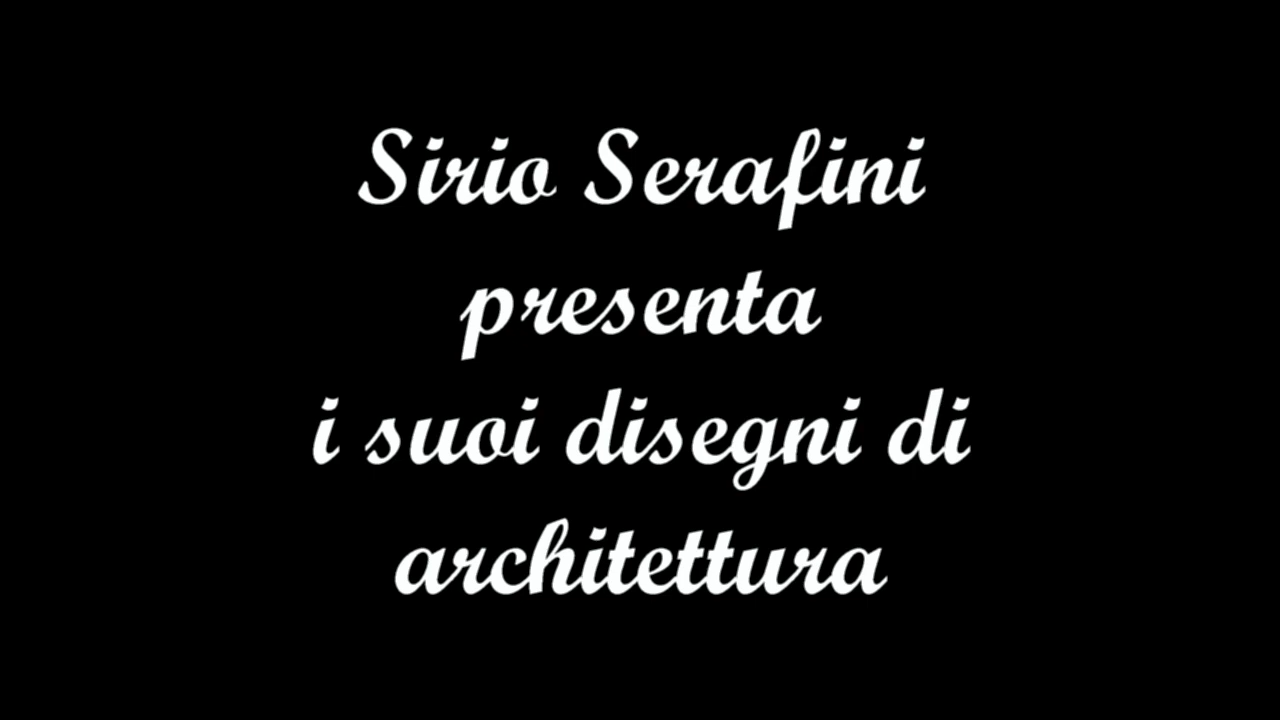 Sirio Serafini
presenta
i suoi disegni di
architettura